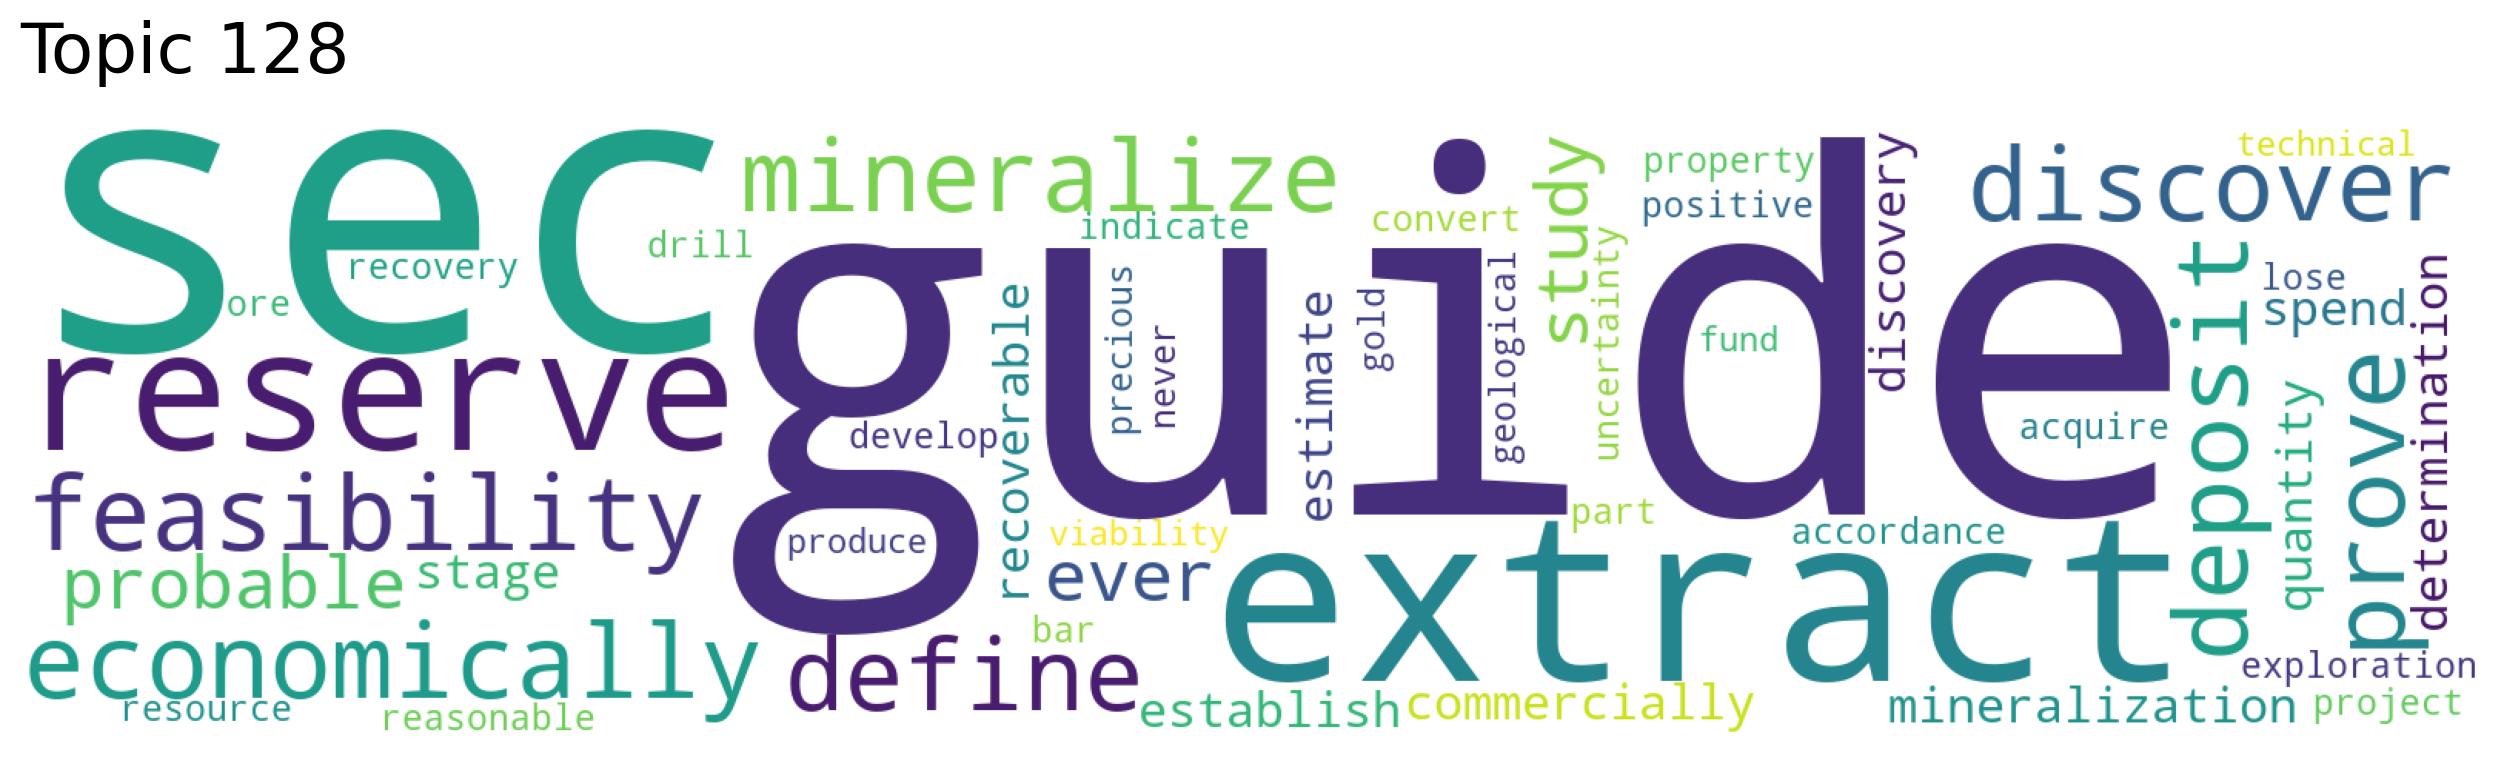 Topic 128
sec
mineralize
guide
discover
technical
property
positive
study
discovery
convert
indicate
drill
recovery
ore
reserve
recoverable
precious
never
estimate
gold
geological
uncertainty
fund
deposit
lose
spend
determination
prove
quantity
acquire
develop
feasibility
produce
viability
part
accordance
probable
stage
ever
extract
bar
economically
define
resource
reasonable
establish
commercially
mineralization
exploration
project